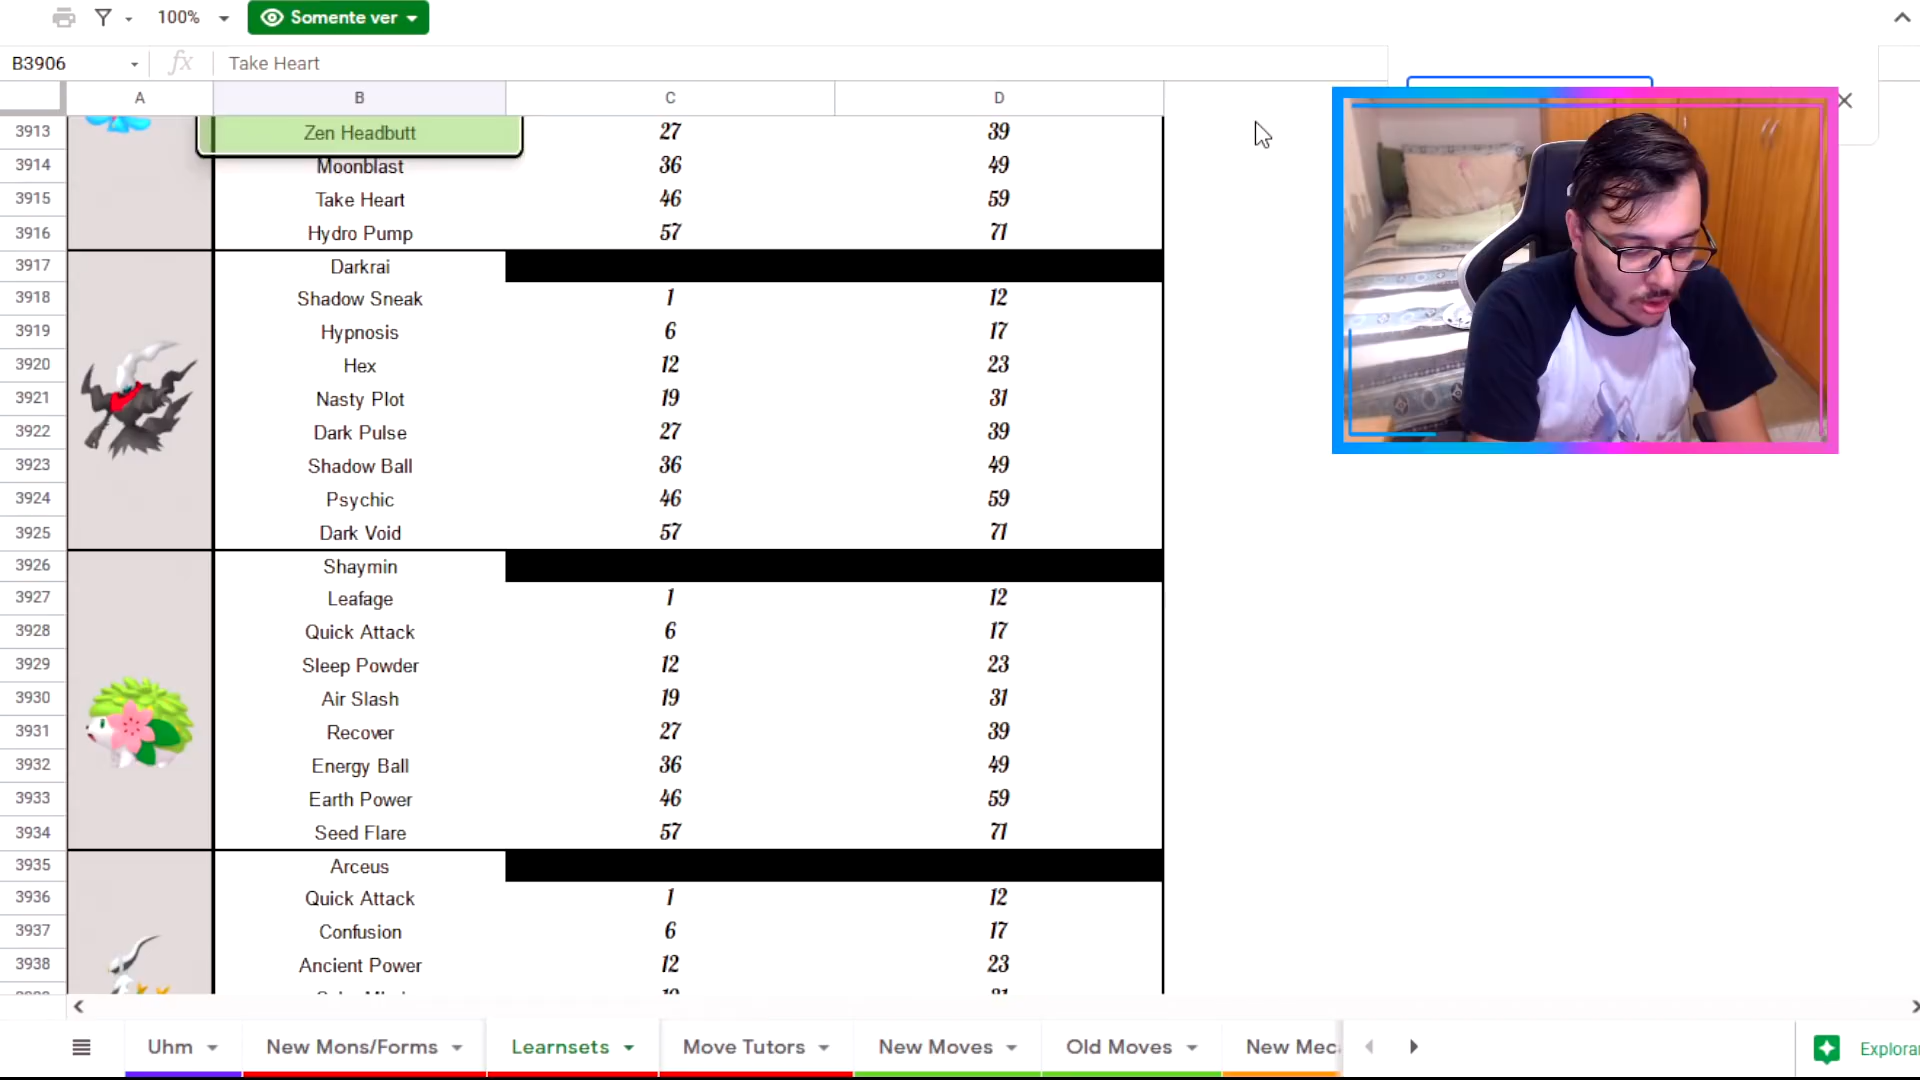 100% Somente ver
B3906 fx Take Heart
A B C D
3913 Zen Headbutt 27 39
3914 Moonblast 36 49
3915 Take Heart 46 59
3916 Hydro Pump 57 71
3917 Darkrai
3918 Shadow Sneak 1 12
3919 Hypnosis 6 17
3920 Hex 12 23
3921 Nasty Plot 19 31
3922 Dark Pulse 27 39
3923 Shadow Ball 36 49
3924 Psychic 46 59
3925 Dark Void 57 71
3926 Shaymin
3927 Leafage 1 12
3928 Quick Attack 6 17
3929 Sleep Powder 12 23
3930 Air Slash 19 31
3931 Recover 27 39
3932 Energy Ball 36 49
3933 Earth Power 46 59
3934 Seed Flare 57 71
3935 Arceus
3936 Quick Attack 1 12
3937 Confusion 6 17
3938 Ancient Power 12 23
Uhm New Mons/Forms Learnsets Move Tutors New Moves Old Moves New Mec Explorar